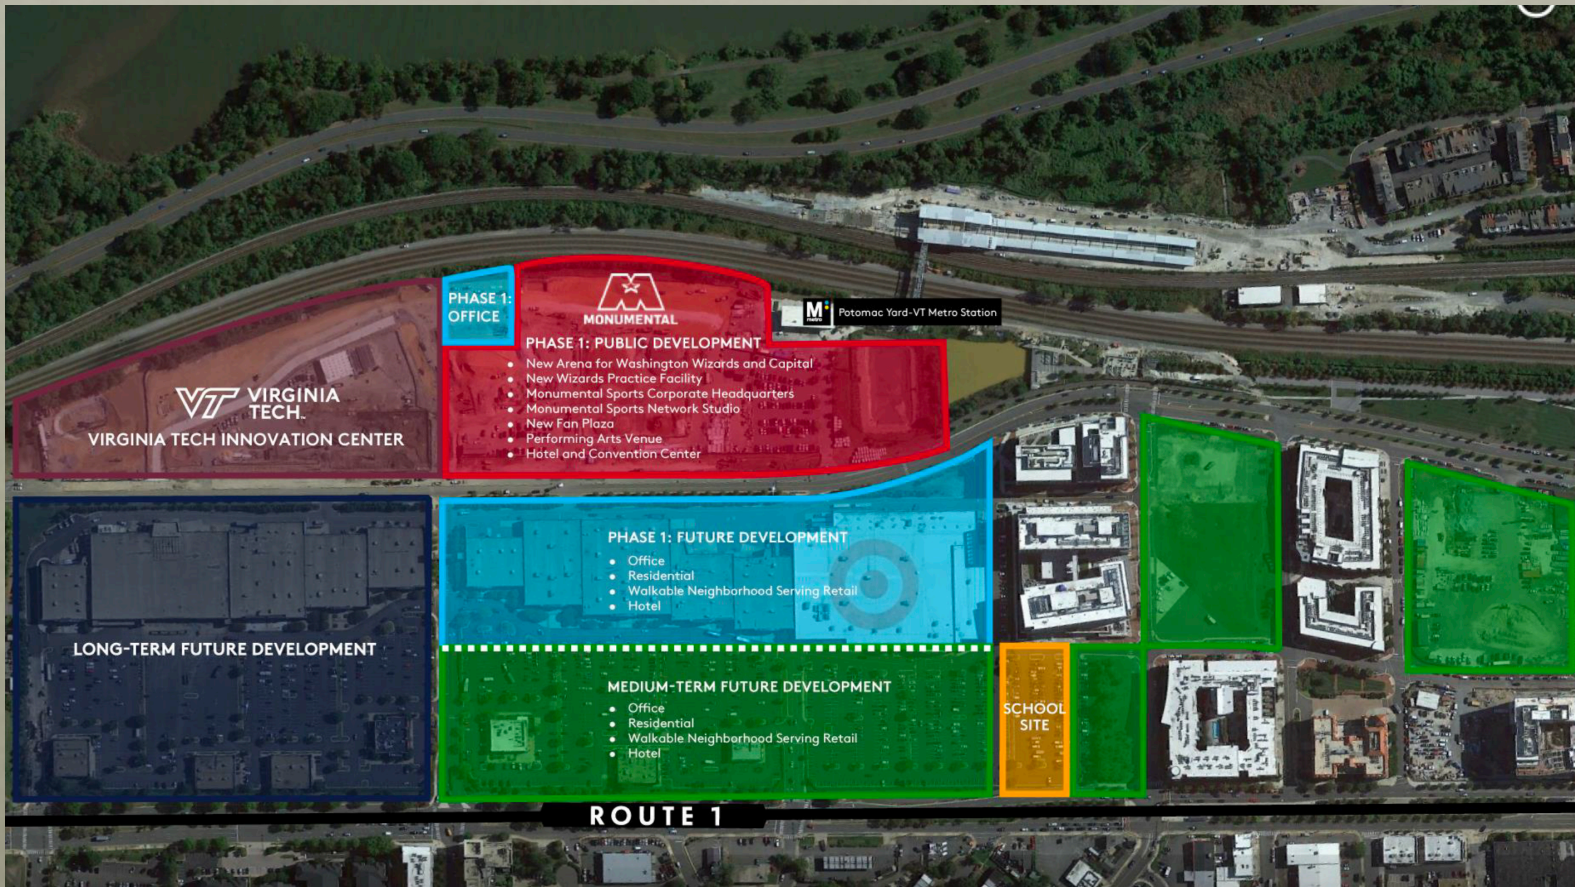 PHASE 1:
OFFICE
MONUMENTAL
M
metro
Potomac Yard-VT Metro Station
PHASE 1: PUBLIC DEVELOPMENT
• New Arena for Washington Wizards and Capital
• New Wizards Practice Facility
• Monumental Sports Corporate Headquarters
• Monumental Sports Network Studio
• New Fan Plaza
• Performing Arts Venue
• Hotel and Convention Center
VT VIRGINIA
TECH.
VIRGINIA TECH INNOVATION CENTER
PHASE 1: FUTURE DEVELOPMENT
• Office
• Residential
• Walkable Neighborhood Serving Retail
• Hotel
LONG-TERM FUTURE DEVELOPMENT
MEDIUM-TERM FUTURE DEVELOPMENT
• Office
• Residential
• Walkable Neighborhood Serving Retail
• Hotel
SCHOOL
SITE
ROUTE 1